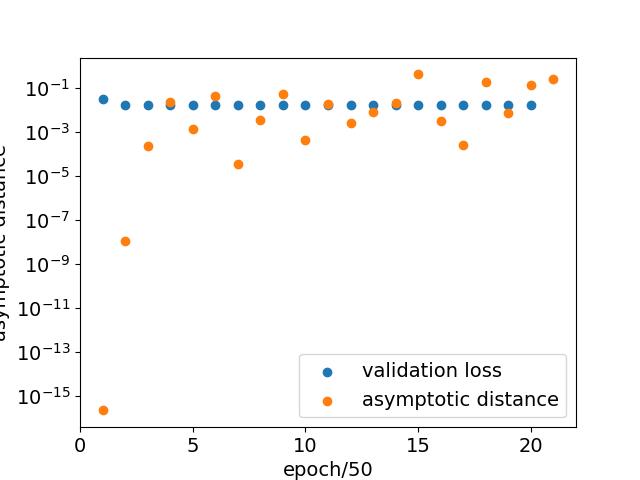 10⁻¹
10⁻³
10⁻⁵
10⁻⁷
10⁻⁹
10⁻¹¹
10⁻¹³
10⁻¹⁵
asymptotic distance
validation loss
asymptotic distance
0 5 10 15 20
epoch/50